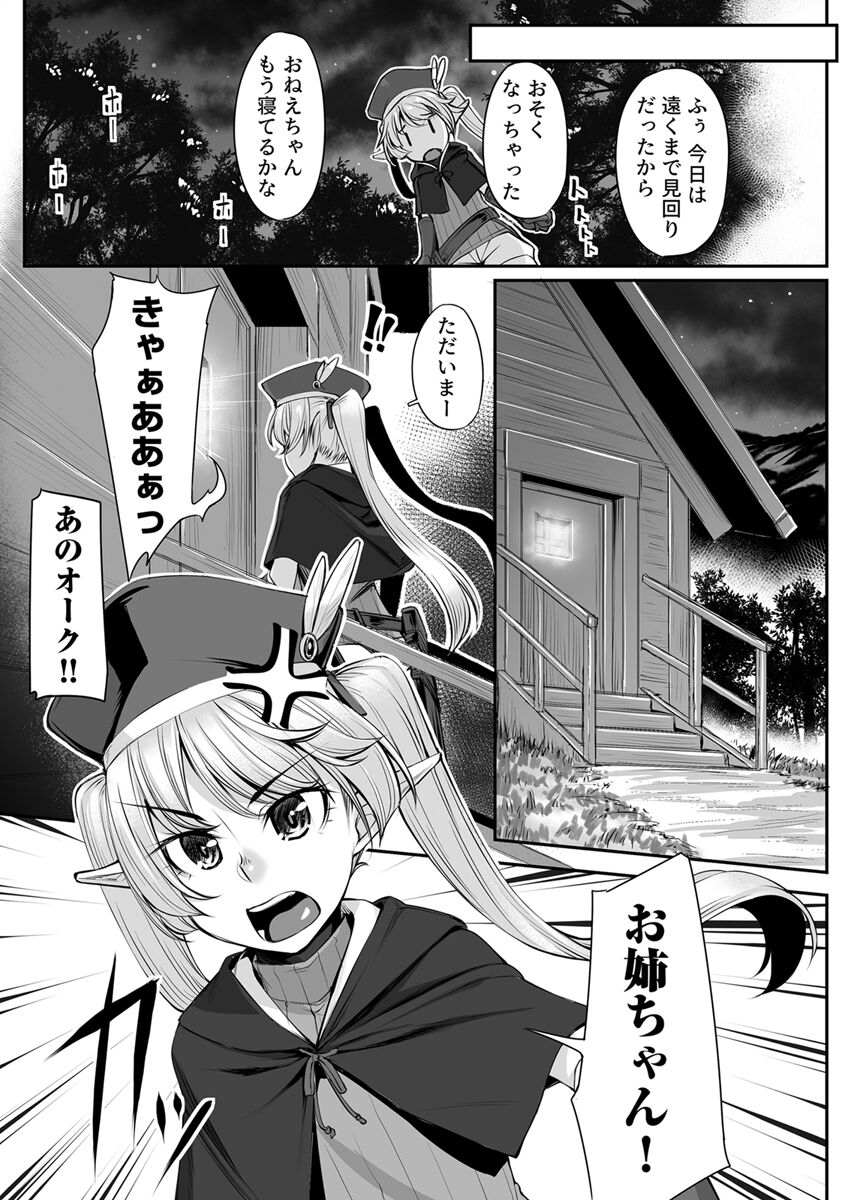 ふぅ 今日は
遠くまで見回り
だったから
おそく
なっちゃった
トトトト
おねえちゃん
もう寝てるかな
ホー
ホー
ホー
ただいまー
!!
きゃぁああぁっ
あのオーク!!
お姉ちゃん!
ガバ